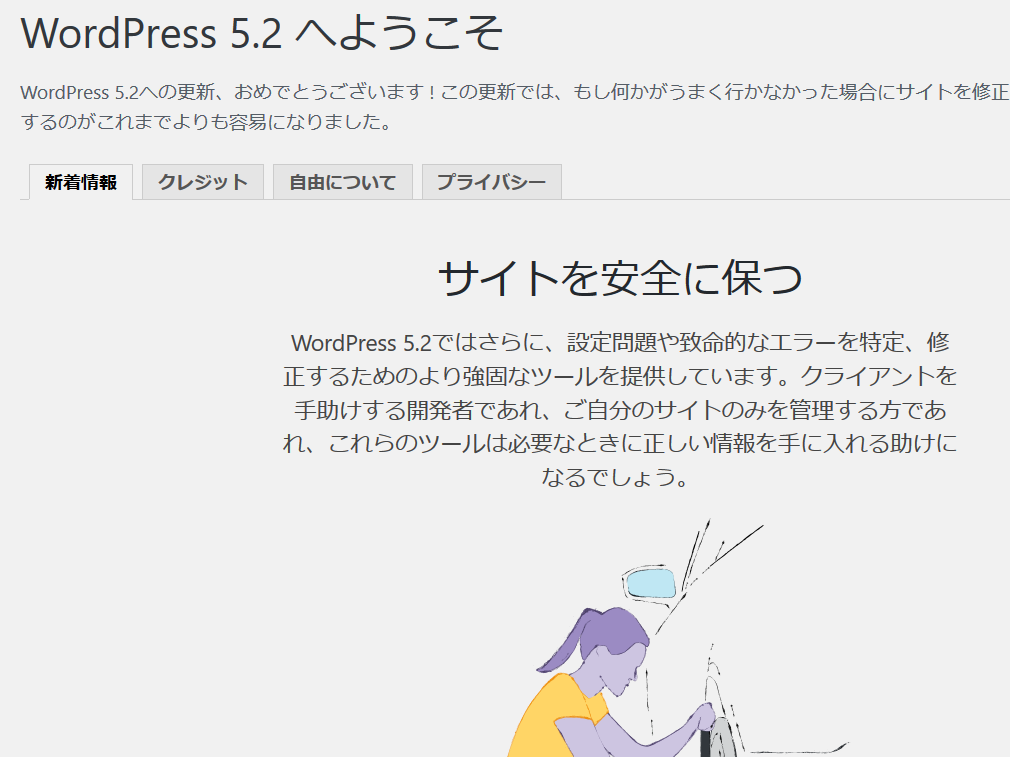 WordPress 5.2 へようこそ
WordPress 5.2への更新、おめでとうございます ! この更新では、もし何かがうまく行かなかった場合にサイトを修正
するのがこれまでよりも容易になりました。
新着情報 クレジット 自由について プライバシー
サイトを安全に保つ
WordPress 5.2ではさらに、設定問題や致命的なエラーを特定、修
正するためのより強固なツールを提供しています。クライアントを
手助けする開発者であれ、ご自分のサイトのみを管理する方であ
れ、これらのツールは必要なときに正しい情報を手に入れる助けに
なるでしょう。